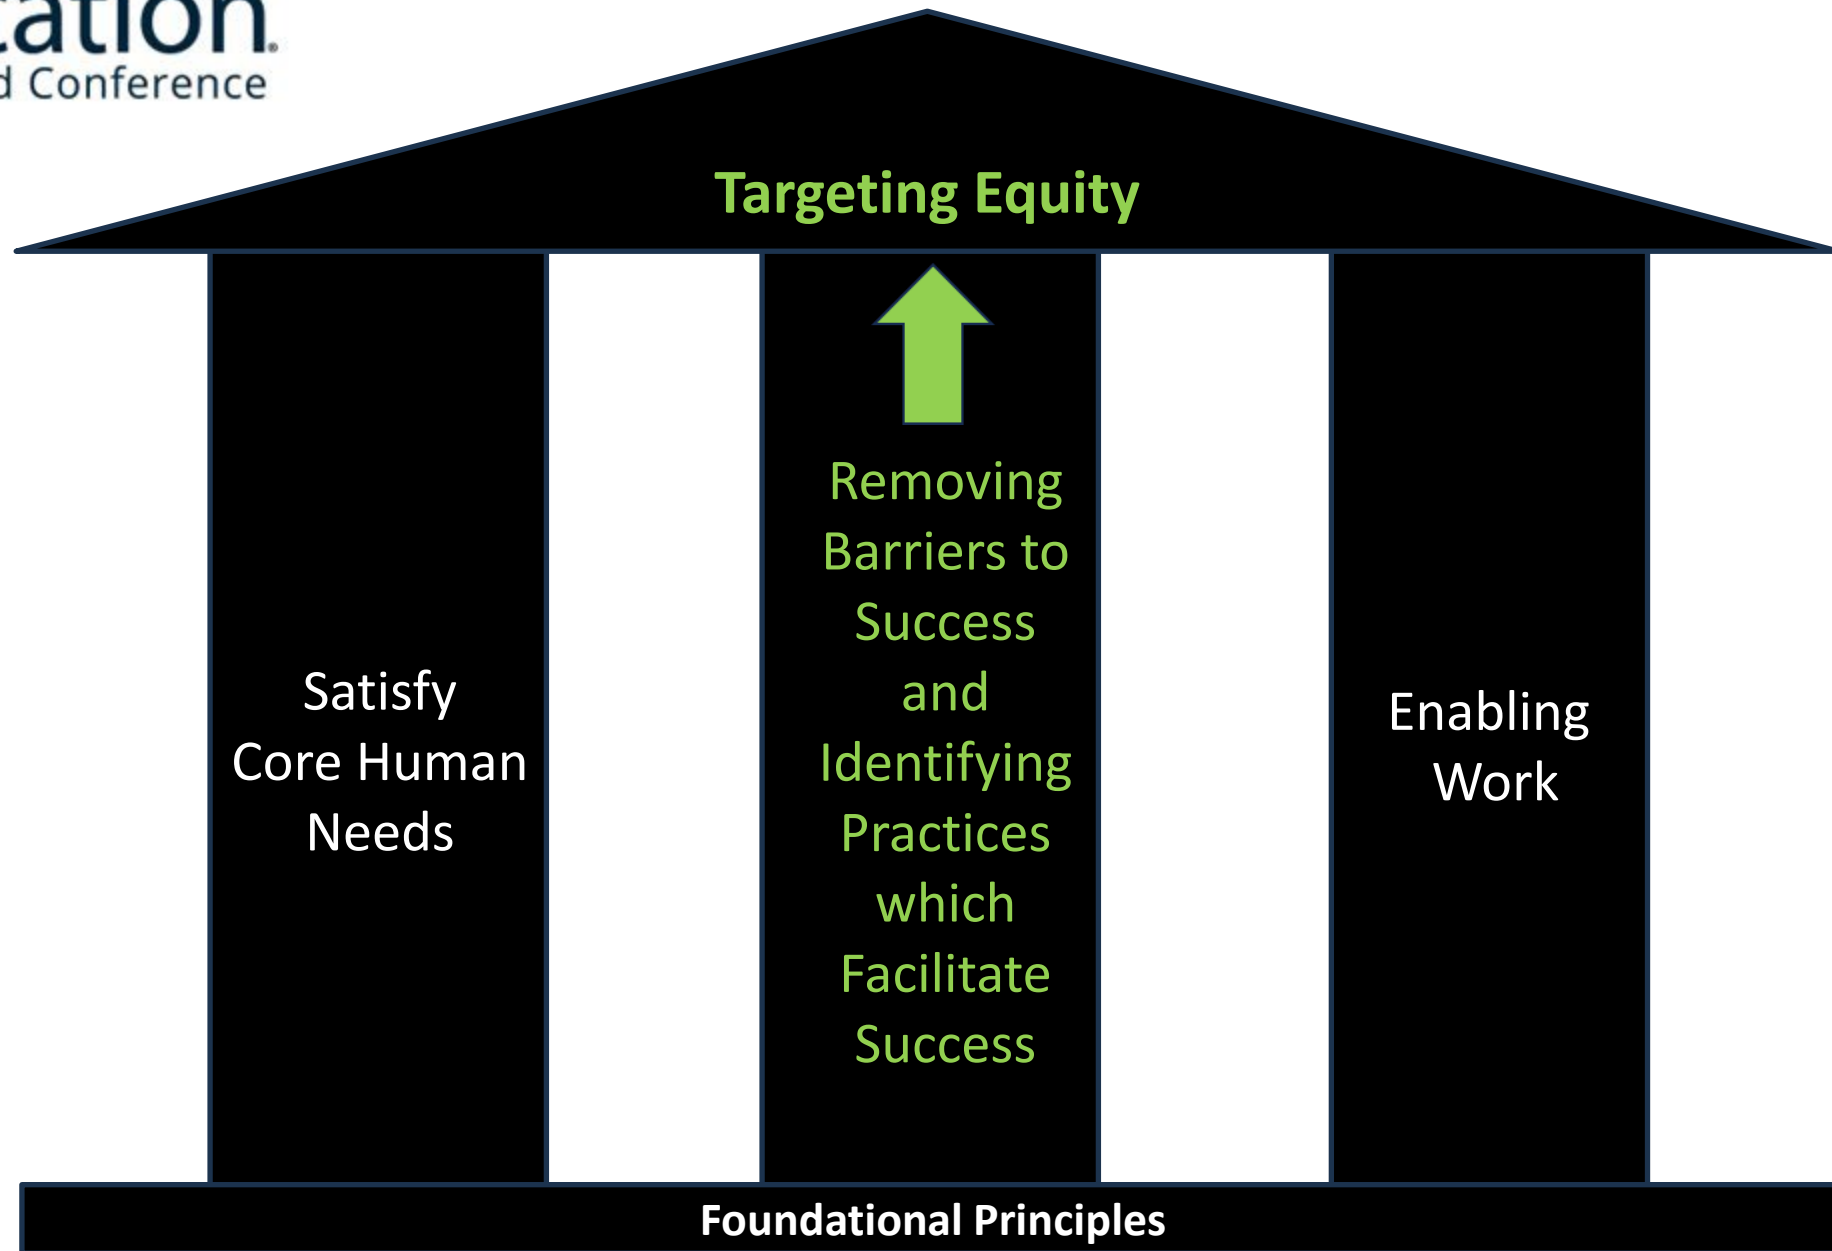 d Conference
Targeting Equity
Satisfy
Core Human
Needs
Removing
Barriers to
Success
and
Identifying
Practices
which
Facilitate
Success
Enabling
Work
Foundational Principles